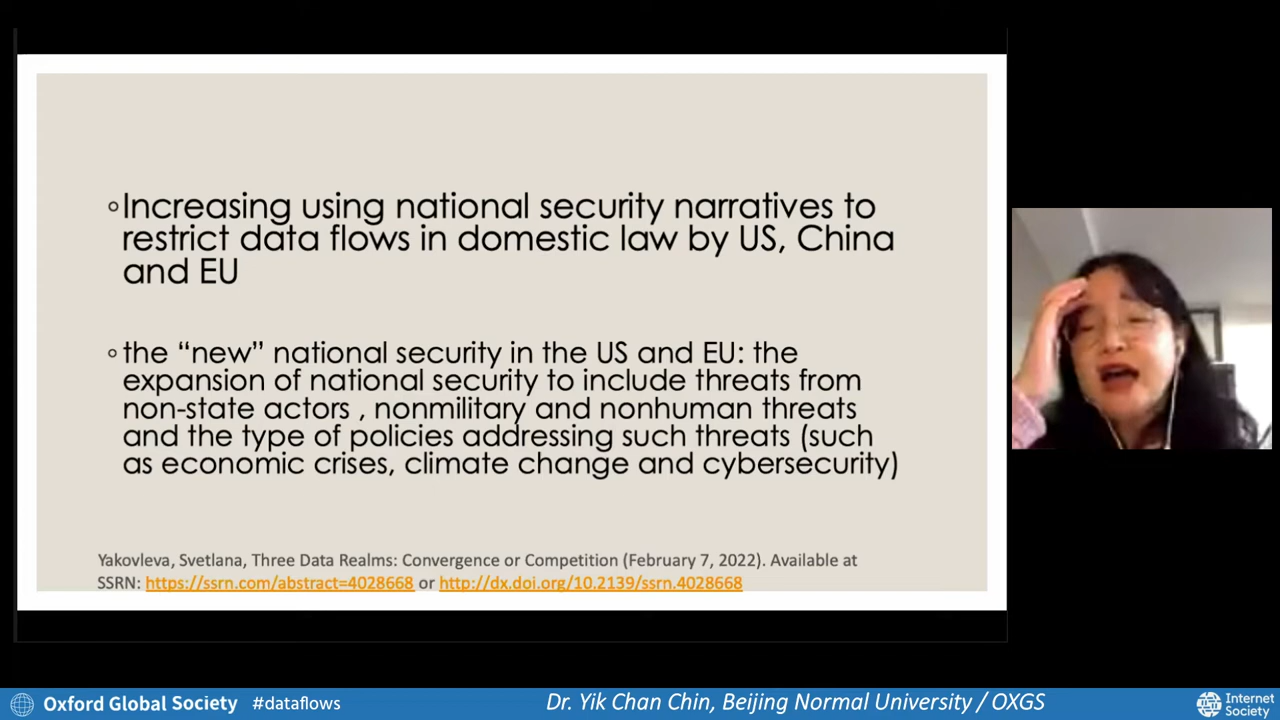 ◦Increasing using national security narratives to
restrict data flows in domestic law by US, China
and EU
◦the “new” national security in the US and EU: the
expansion of national security to include threats from
non-state actors , nonmilitary and nonhuman threats
and the type of policies addressing such threats (such
as economic crises, climate change and cybersecurity)
Yakovleva, Svetlana, Three Data Realms: Convergence or Competition (February 7, 2022). Available at
SSRN: https://ssrn.com/abstract=4028668 or http://dx.doi.org/10.2139/ssrn.4028668
Oxford Global Society #dataflows
Dr. Yik Chan Chin, Beijing Normal University / OXGS
Internet
Society